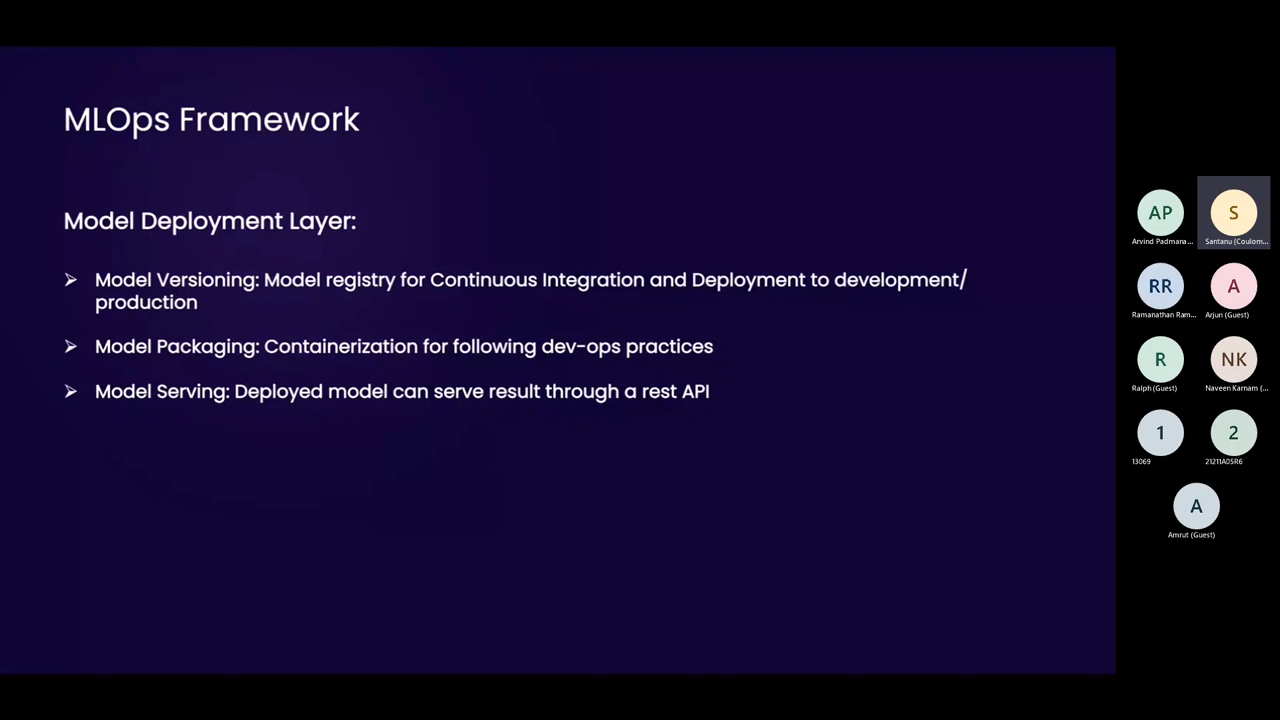 MLOps Framework
Model Deployment Layer:
➢ Model Versioning: Model registry for Continuous Integration and Deployment to development/
production
➢ Model Packaging: Containerization for following dev-ops practices
➢ Model Serving: Deployed model can serve result through a rest API
AP
S
Arvind Padmana...
Santanu (Coulom...
RR
A
Ramanathan Ram...
Arjun (Guest)
R
NK
Ralph (Guest)
Naveen Karnam (...
1
2
13069
21211A05R6
A
Amrut (Guest)